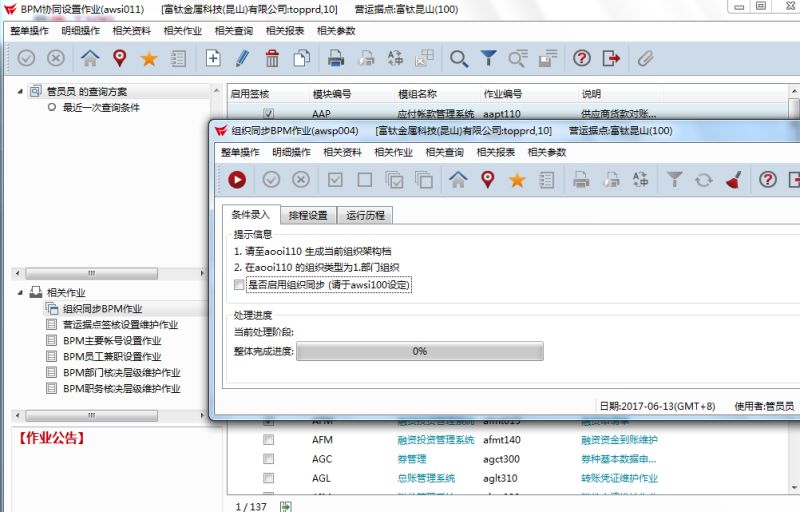 BPM协同设置作业(awsi011) [富钛金属科技(昆山)有限公司:topprd,10] 营运据点:富钛昆山(100)
整单操作 明细操作 相关资料 相关作业 相关查询 相关报表 相关参数
管员员 的查询方案
最近一次查询条件
启用签核 模块编号 模组名称 作业编号 说明
AAP 应付帐款管理系统 aapt110 供应商货款对账...
组织同步BPM作业(awsp004) [富钛金属科技(昆山)有限公司:topprd,10] 营运据点:富钛昆山(100)
整单操作 明细操作 相关资料 相关作业 相关查询 相关报表 相关参数
条件录入 排程设置 运行历程
提示信息
1. 请至aooi110 生成当前组织架构档
2. 在aooi110 的组织类型为1.部门组织
是否启用组织同步 (请于awsi100设定)
处理进度
当前处理阶段:
整体完成进度: 0%
日期:2017-06-13(GMT+8) 使用者:管员员
相关作业
组织同步BPM作业
营运据点签核设置维护作业
BPM主要帐号设置作业
BPM员工兼职设置作业
BPM部门核决层级维护作业
BPM职务核决层级维护作业
【作业公告】
AFM 融资投资管理系统 afmt140 融资资金到账维护
AGC 券管理 agct300 券种基本数据申...
AGL 总账管理系统 aglt310 转账凭证维护作业
1 / 137